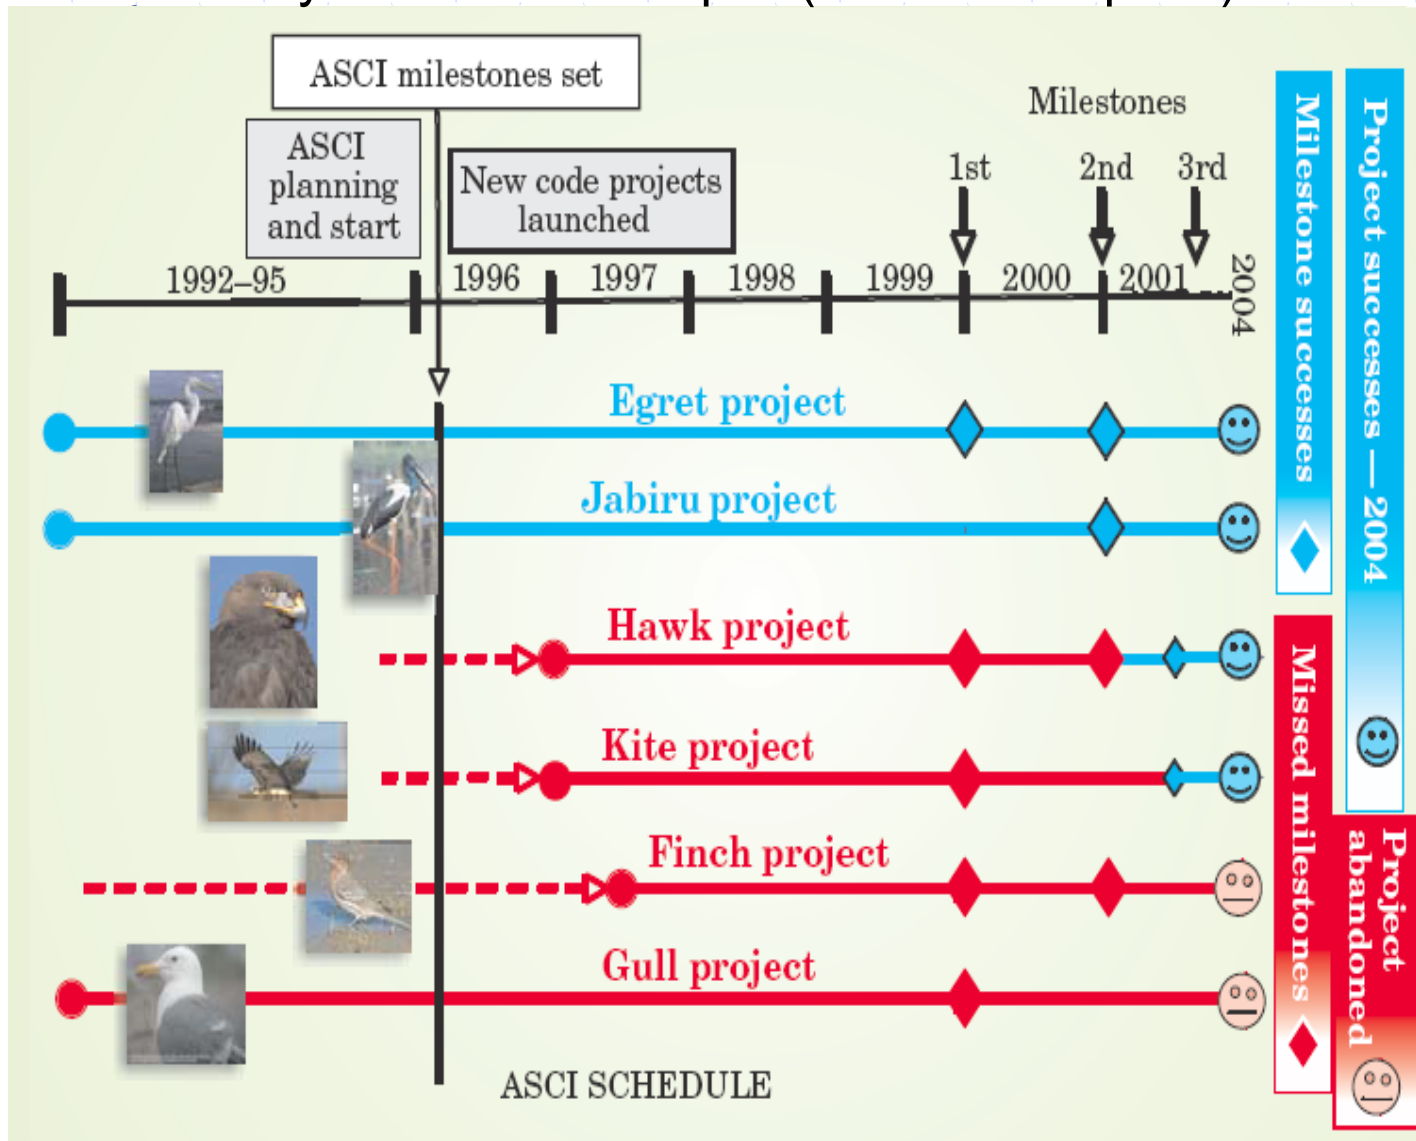 ASCI milestones set
ASCI
planning
and start
New code projects
launched
Milestones
1st 2nd 3rd
1992–95 1996 1997 1998 1999 2000 2001 2004
Egret project
Jabiru project
Hawk project
Kite project
Finch project
Gull project
ASCI SCHEDULE
Milestone successes
Missed milestones
Project successes — 2004
Project
abandoned